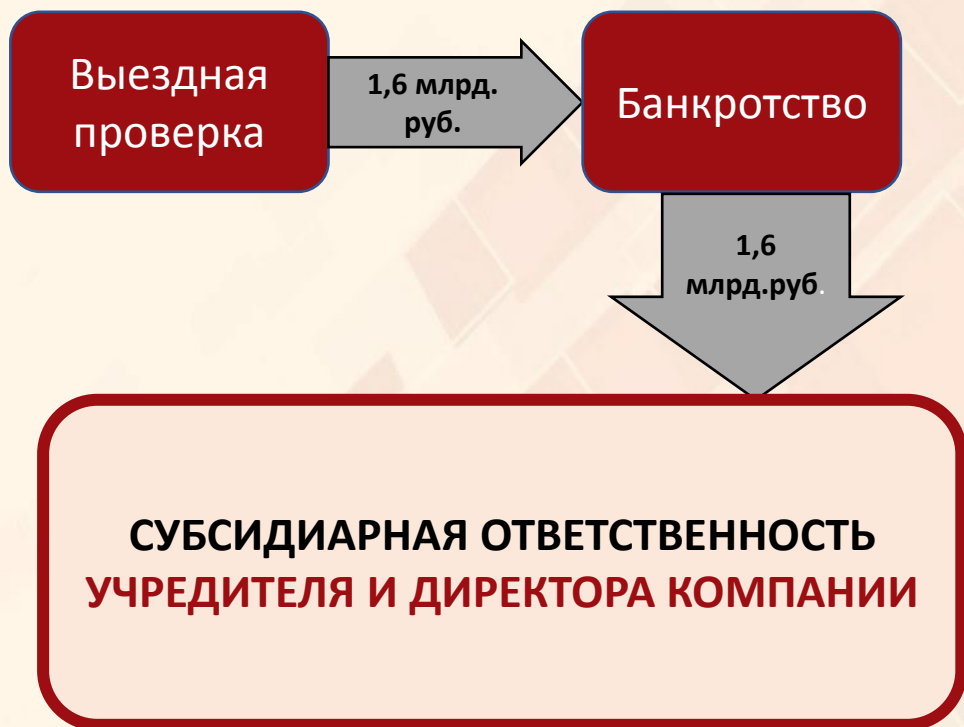 Выездная
проверка
1,6 млрд.
руб.
Банкротство
1,6
млрд.руб.
СУБСИДИАРНАЯ ОТВЕТСТВЕННОСТЬ
УЧРЕДИТЕЛЯ И ДИРЕКТОРА КОМПАНИИ